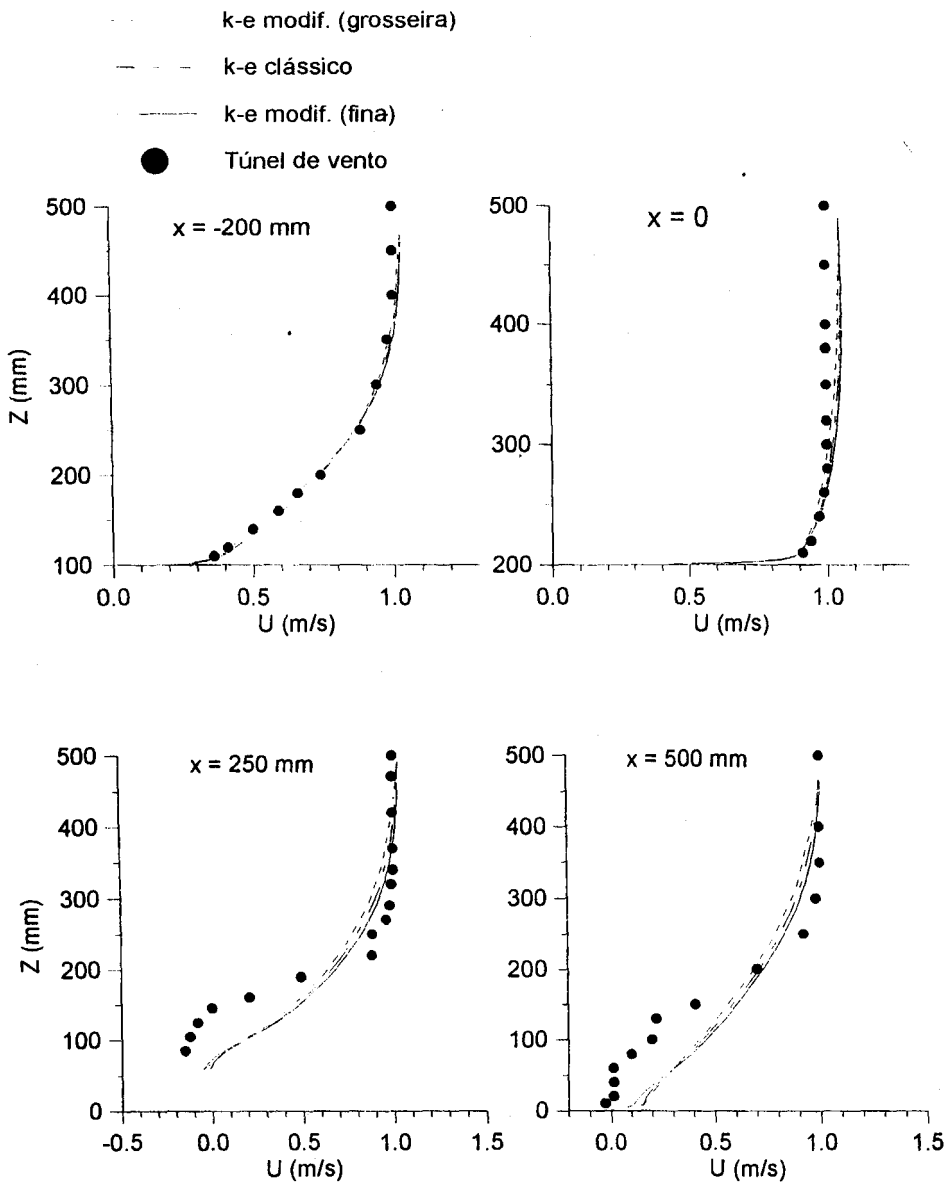 k-e modif. (grosseira)
k-e clássico
k-e modif. (fina)
Túnel de vento
x = -200 mm
500
400
300
200
100
Z (mm)
0.0 0.5 1.0
U (m/s)
x = 0
500
400
300
200
0.0 0.5 1.0
U (m/s)
x = 250 mm
500
400
300
200
100
0
Z (mm)
-0.5 0.0 0.5 1.0 1.5
U (m/s)
x = 500 mm
500
400
300
200
100
0
0.0 0.5 1.0 1.5
U (m/s)